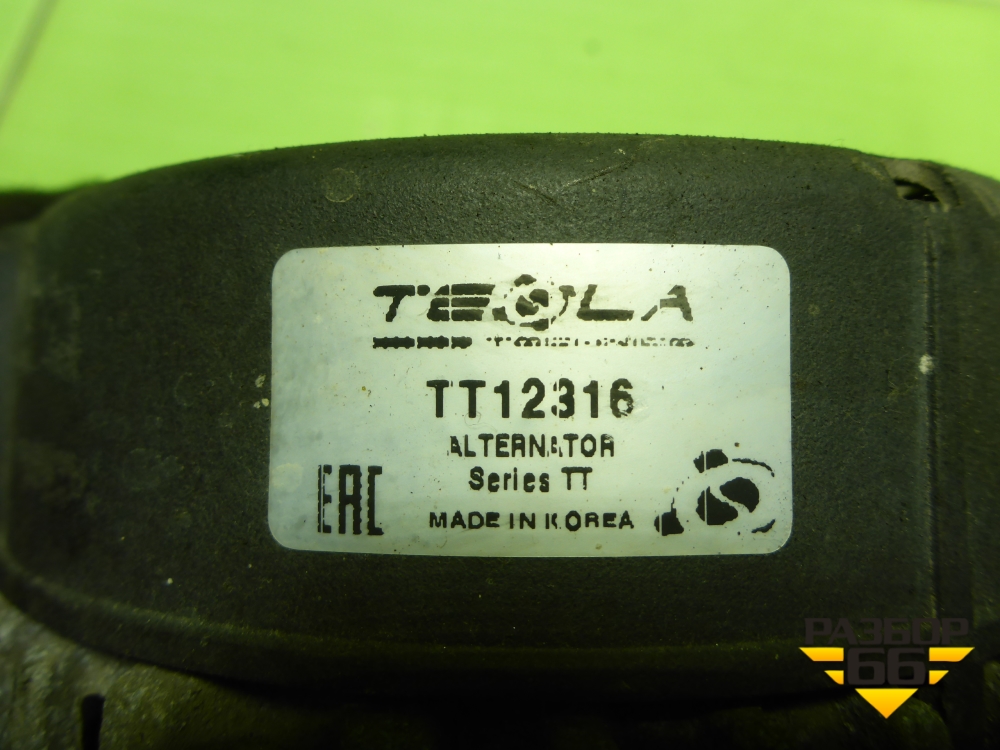 TESLA
TT12316
ALTERNATOR
Series TT
EAC
MADE IN KOREA
РАЗБОР
66